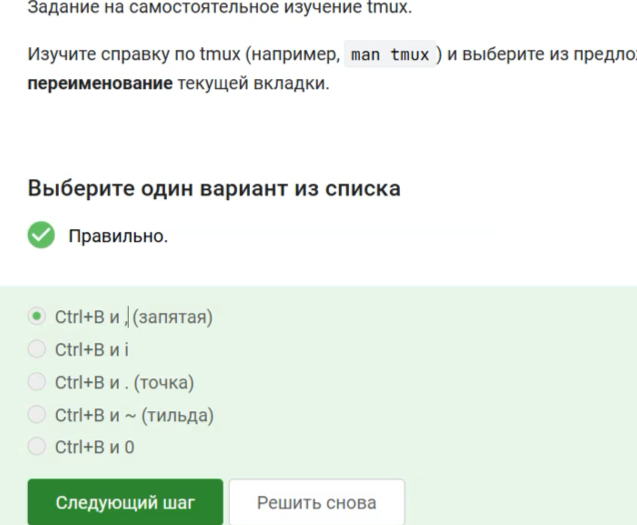 Задание на самостоятельное изучение tmux.
Изучите справку по tmux (например, man tmux ) и выберите из предло
переименование текущей вкладки.
Выберите один вариант из списка
Правильно.
Ctrl+B и , (запятая)
Ctrl+B и i
Ctrl+B и . (точка)
Ctrl+B и ~ (тильда)
Ctrl+B и 0
Следующий шаг Решить снова